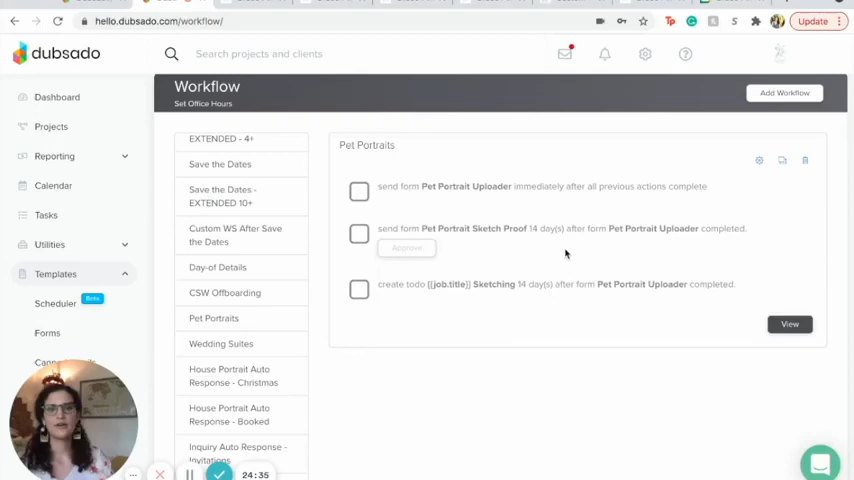 hello.dubsado.com/workflow/
Update
dubsado
Search projects and clients
Dashboard
Projects
Reporting
Calendar
Tasks
Utilities
Templates
Scheduler
Beta
Forms
Workflow
Set Office Hours
Add Workflow
EXTENDED - 4+
Save the Dates
Save the Dates -
EXTENDED 10+
Custom WS After Save
the Dates
Day-of Details
CSW Offboarding
Pet Portraits
Wedding Suites
House Portrait Auto
Response - Christmas
House Portrait Auto
Response - Booked
Inquiry Auto Response -
Invitations
Pet Portraits
send form Pet Portrait Uploader immediately after all previous actions complete
send form Pet Portrait Sketch Proof 14 day(s) after form Pet Portrait Uploader completed.
Approve
create todo {{job.title}} Sketching 14 day(s) after form Pet Portrait Uploader completed.
View
24:35